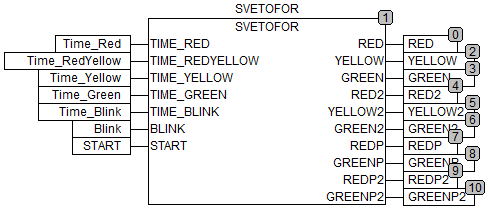 SVETOFOR
1
SVETOFOR
0
Time_Red TIME_RED RED RED
2
Time_RedYellow TIME_REDYELLOW YELLOW YELLOW
3
Time_Yellow TIME_YELLOW GREEN GREEN
4
Time_Green TIME_GREEN RED2 RED2
5
Time_Blink TIME_BLINK YELLOW2 YELLOW2
6
Blink BLINK GREEN2 GREEN2
7
START START REDP REDP
8
GREENP GREENP
9
REDP2 REDP2
10
GREENP2 GREENP2